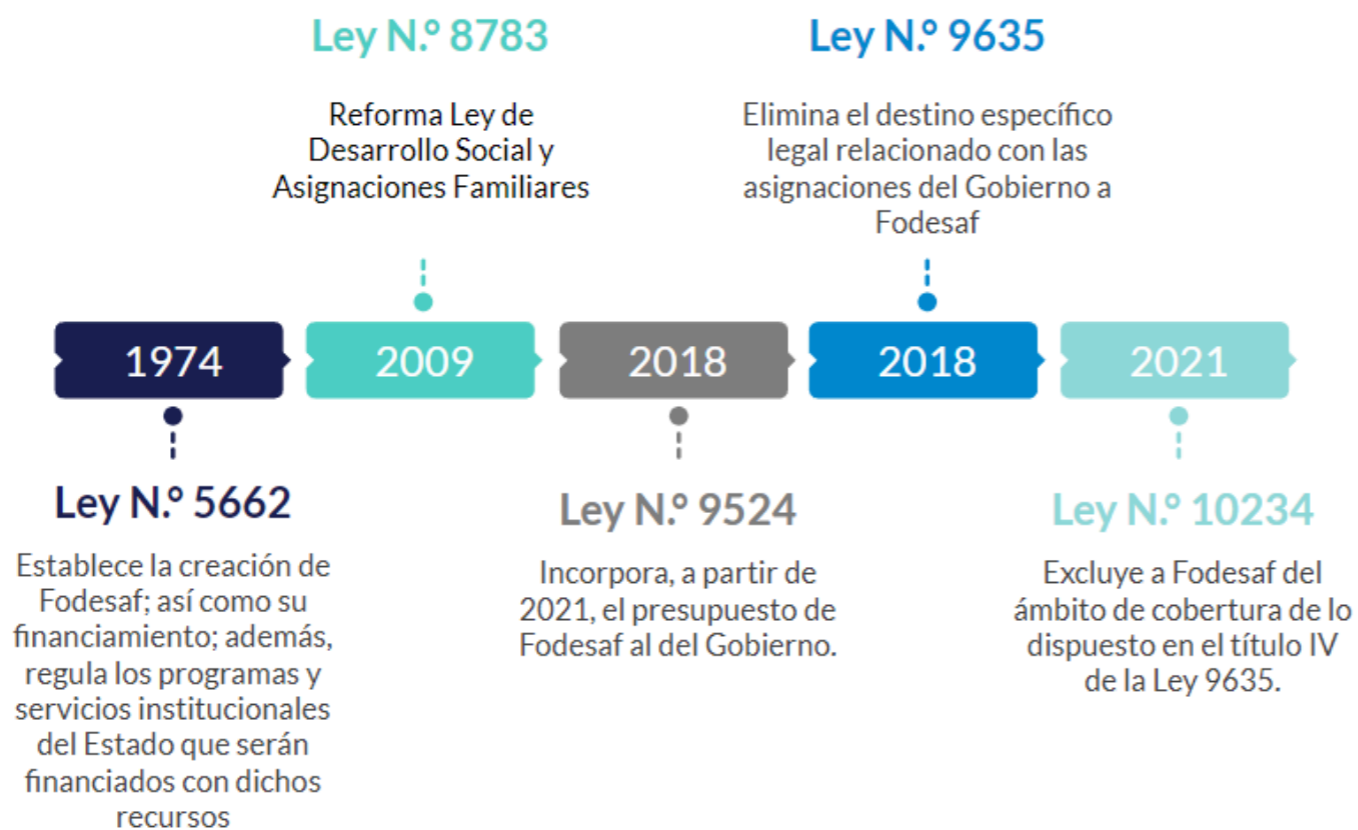 Ley N.º 8783
Reforma Ley de
Desarrollo Social y
Asignaciones Familiares
Ley N.º 9635
Elimina el destino específico
legal relacionado con las
asignaciones del Gobierno a
Fodesaf
1974
2009
2018
2018
2021
Ley N.º 5662
Establece la creación de
Fodesaf; así como su
financiamiento; además,
regula los programas y
servicios institucionales
del Estado que serán
financiados con dichos
recursos
Ley N.º 9524
Incorpora, a partir de
2021, el presupuesto de
Fodesaf al del Gobierno.
Ley N.º 10234
Excluye a Fodesaf del
ámbito de cobertura de lo
dispuesto en el título IV
de la Ley 9635.